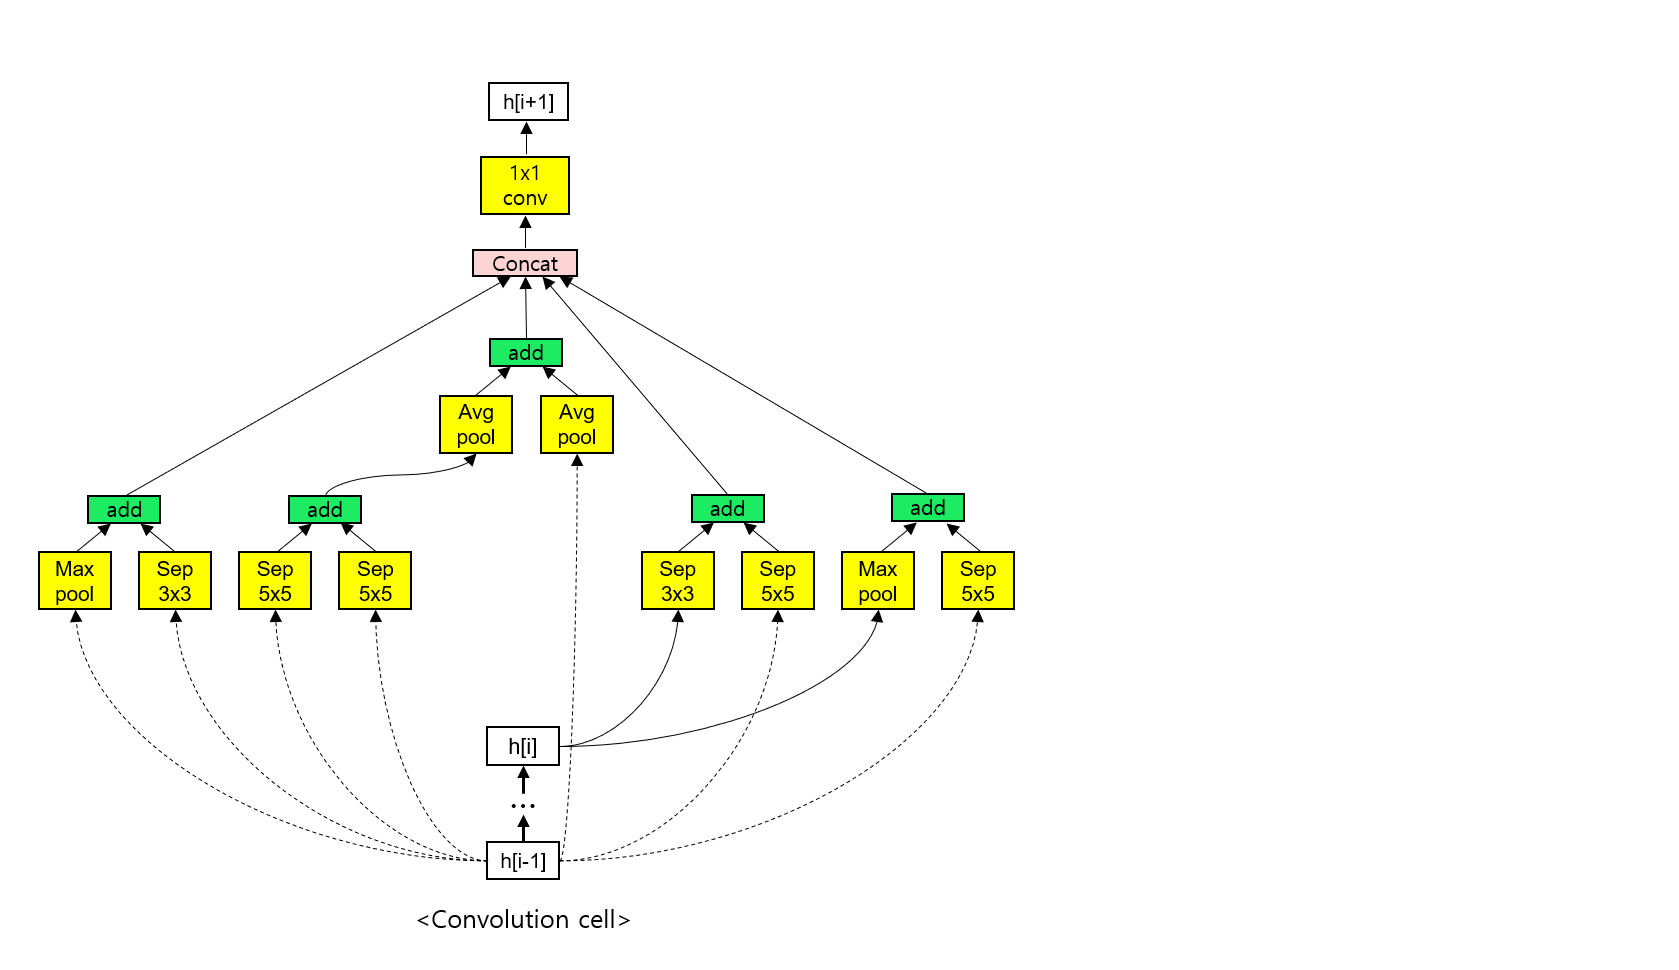 h[i+1]
1x1
conv
Concat
add
Avg
pool
Avg
pool
add
add
add
add
Max
pool
Sep
3x3
Sep
5x5
Sep
5x5
Sep
3x3
Sep
5x5
Max
pool
Sep
5x5
h[i]
...
h[i-1]
<Convolution cell>